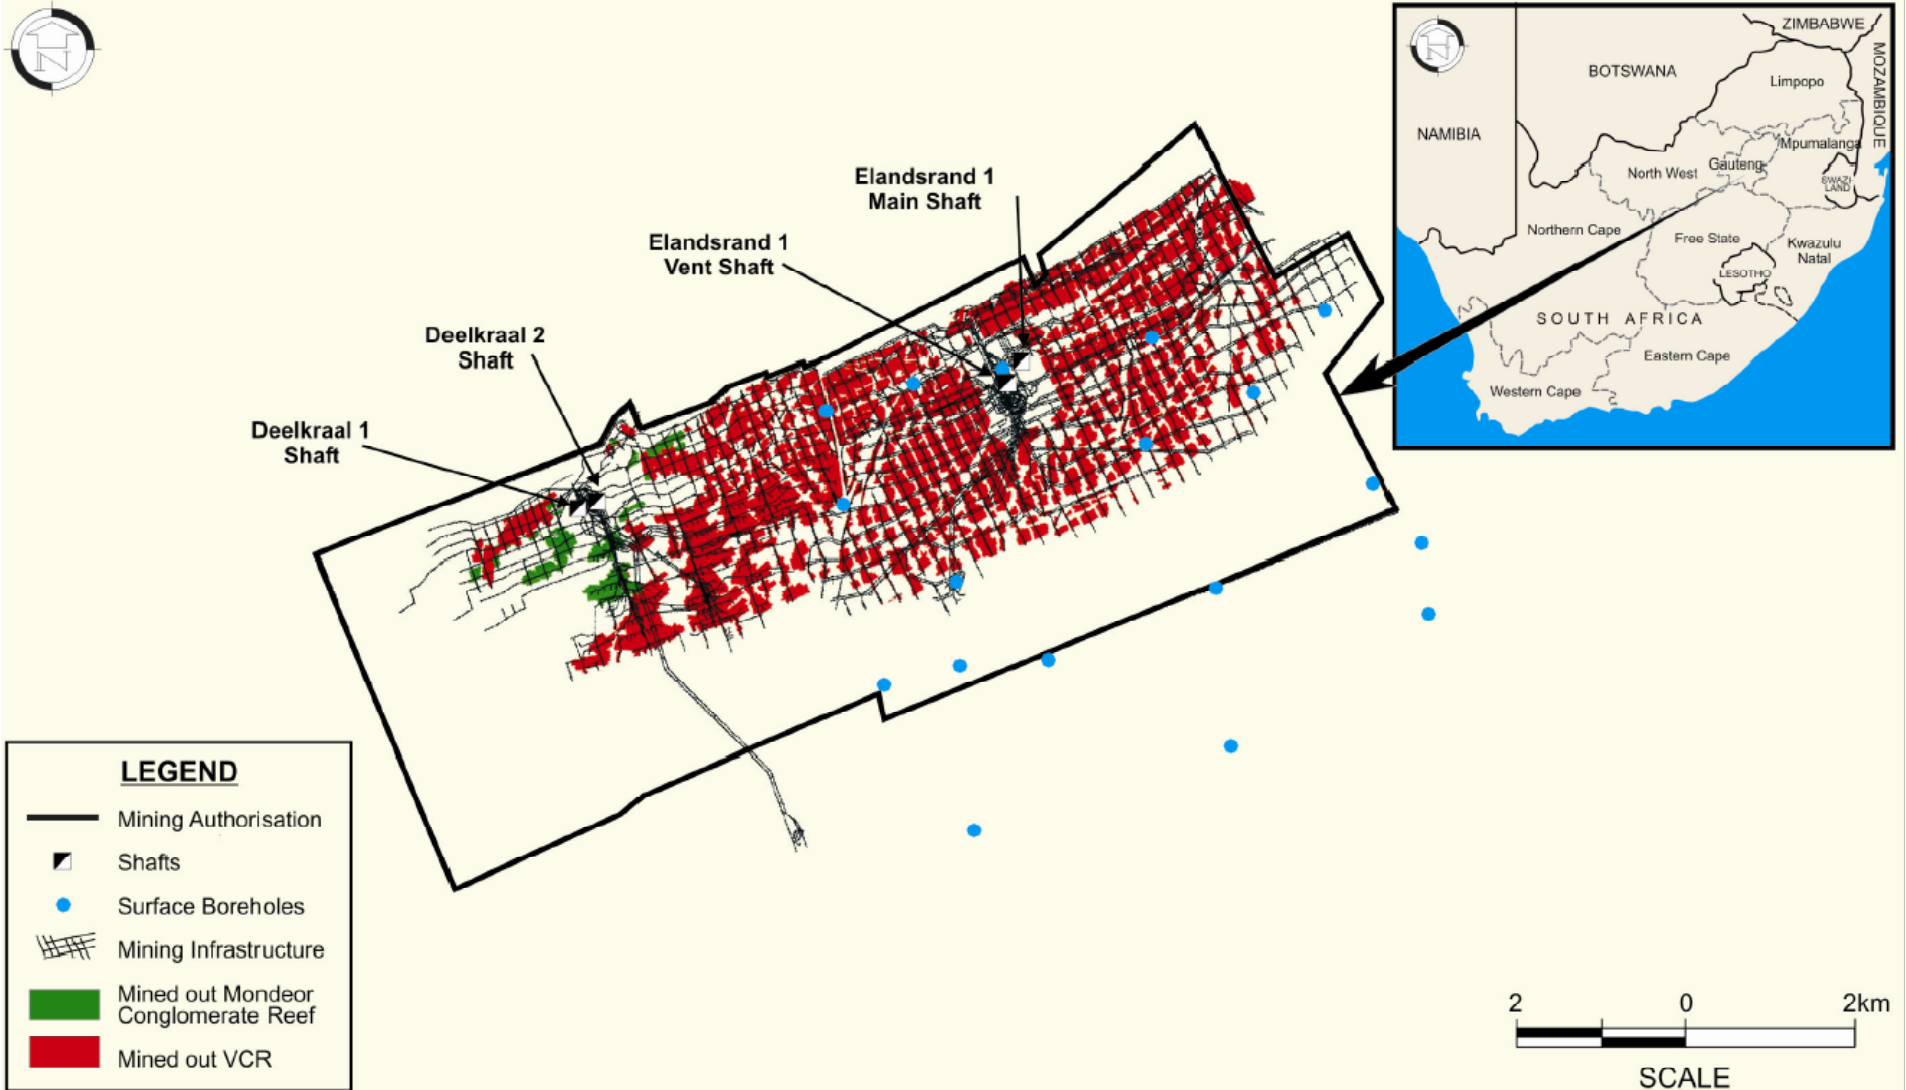 N
Elandsrand 1
Main Shaft
Elandsrand 1
Vent Shaft
Deelkraal 2
Shaft
Deelkraal 1
Shaft
N
ZIMBABWE
BOTSWANA
MOZAMBIQUE
Limpopo
NAMIBIA
Mpumalanga
Gauteng
North West
SWAZI-
LAND
Northern Cape
Free State
Kwazulu
Natal
LESOTHO
SOUTH AFRICA
Eastern Cape
Western Cape
LEGEND
Mining Authorisation
Shafts
Surface Boreholes
Mining Infrastructure
Mined out Mondeor
Conglomerate Reef
Mined out VCR
2 0 2km
SCALE